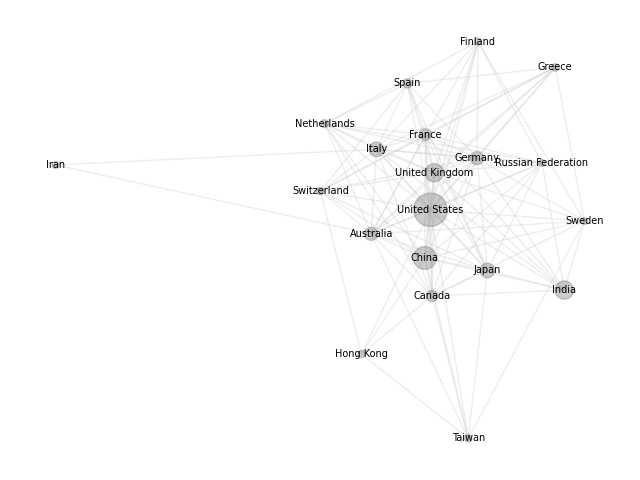 Finland
Greece
Spain
Netherlands
France
Italy
Germany
Russian Federation
Iran
United Kingdom
Switzerland
United States
Sweden
Australia
China
Japan
India
Canada
Hong Kong
Taiwan